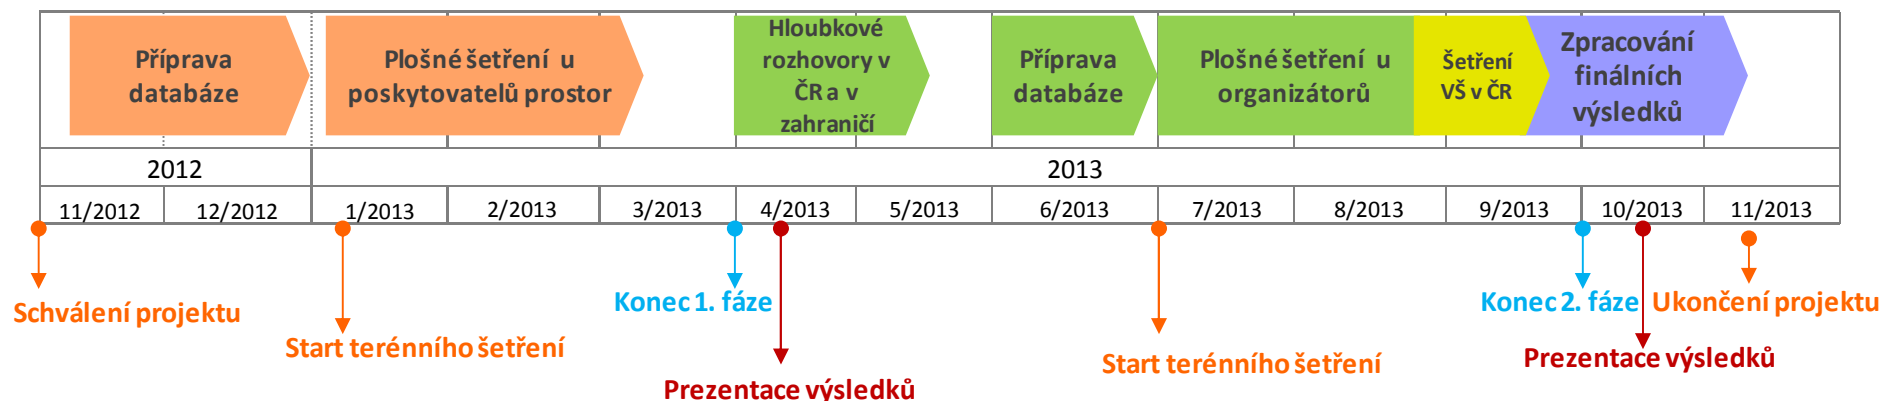 Příprava
databáze
Plošné šetření u
poskytovatelů prostor
Hloubkové
rozhovory v
ČR a v
zahraničí
Příprava
databáze
Plošné šetření u
organizátorů
Šetření
VŠ v ČR
Zpracování
finálních
výsledků
2012
2013
11/2012
12/2012
1/2013
2/2013
3/2013
4/2013
5/2013
6/2013
7/2013
8/2013
9/2013
10/2013
11/2013
Schválení projektu
Start terénního šetření
Konec 1. fáze
Prezentace výsledků
Start terénního šetření
Konec 2. fáze
Prezentace výsledků
Ukončení projektu